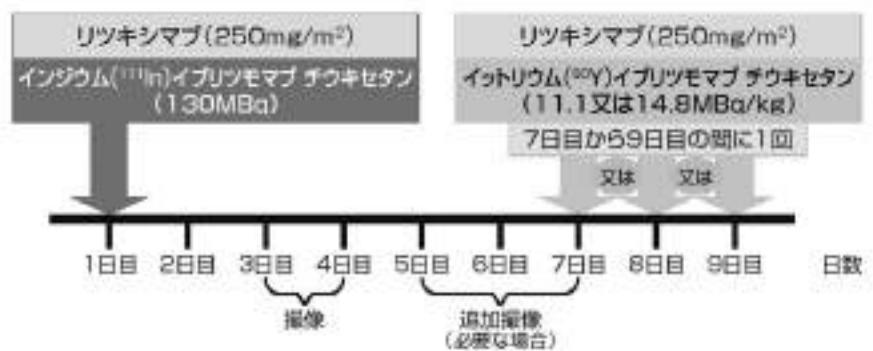 リツキシマブ(250mg/m²)
インジウム(¹¹¹In)イブリツモマブ チウキセタン
(130MBq)
リツキシマブ(250mg/m²)
イットリウム(⁹⁰Y)イブリツモマブ チウキセタン
(11.1又は14.8MBq/kg)
7日目から9日目の間に1回
又は 又は
1日目 2日目 3日目 4日目 5日目 6日目 7日目 8日目 9日目 日数
撮像
追加撮像
(必要な場合)